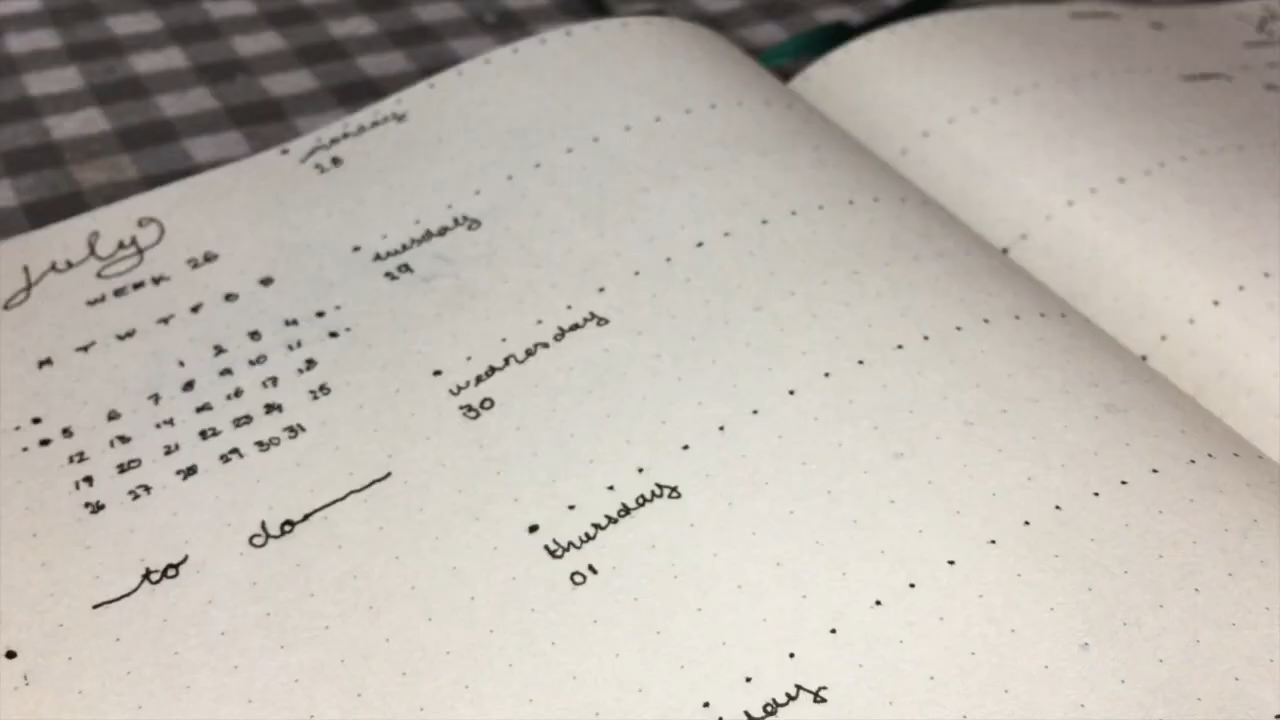 july
WEEK 26
M T W T F S S
1 2 3 4
5 6 7 8 9 10 11
12 13 14 15 16 17 18
19 20 21 22 23 24 25
26 27 28 29 30 31
to do
monday
28
tuesday
29
wednesday
30
thursday
01